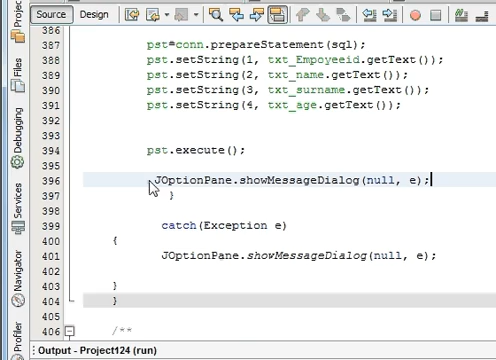 Source Design
386
387 pst=conn.prepareStatement(sql);
388 pst.setString(1, txt_Empoyeeid.getText());
389 pst.setString(2, txt_name.getText());
390 pst.setString(3, txt_surname.getText());
391 pst.setString(4, txt_age.getText());
392
393
394 pst.execute();
395
396 JOptionPane.showMessageDialog(null, e);
397 }
398
399 catch(Exception e)
400 {
401 JOptionPane.showMessageDialog(null, e);
402
403 }
404 }
405
406 /**
Output - Project124 (run)
Files
Debugging
Services
Navigator
Profiler